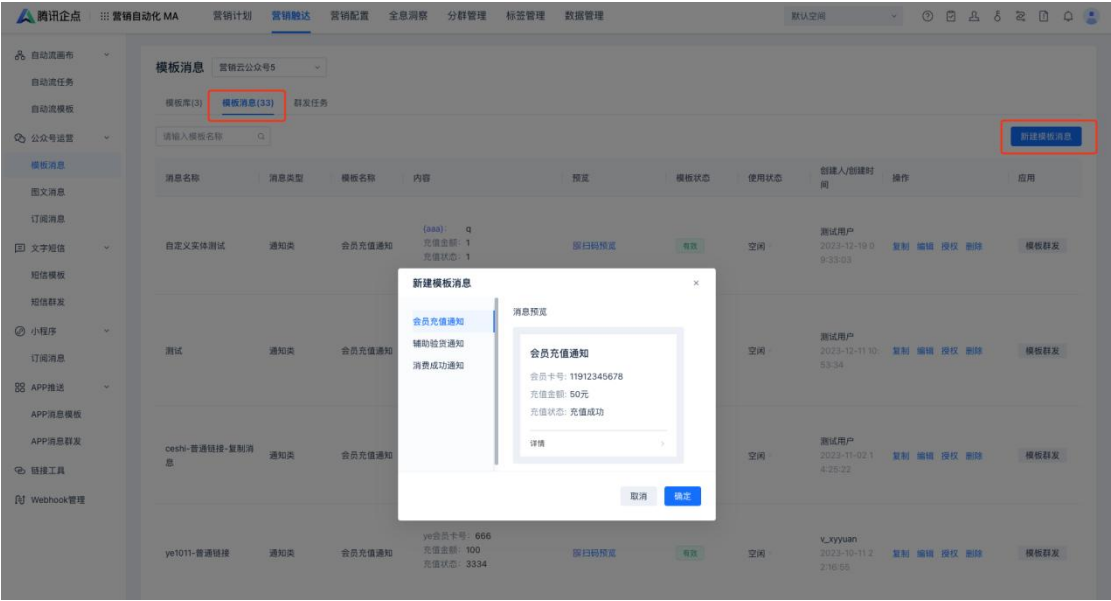 腾讯企点 营销自动化 MA 营销计划 营销触达 营销配置 全息洞察 分群管理 标签管理 数据管理 默认空间
自动流画布
自动流任务
自动流模板
公众号运营
模板消息
图文消息
订阅消息
文字短信
短信模板
短信群发
小程序
订阅消息
APP推送
APP消息模板
APP消息群发
链接工具
Webhook管理
模板消息 营销云公众号5
模板库(3) 模板消息(33) 群发任务
请输入模板名称 新建模板消息
消息名称 消息类型 模板名称 内容 预览 模板状态 使用状态 创建人/创建时间 操作 应用
自定义实体测试 通知类 会员充值通知
{aaa}: q
充值金额: 1
充值状态: 1
扫码预览 有效 空闲
测试用户
2023-12-19 0
9:33:03
复制 编辑 授权 删除 模板群发
测试 通知类 会员充值通知 空闲
测试用户
2023-12-11 10:
53:34
复制 编辑 授权 删除 模板群发
ceshi-普通链接-复制消
息
通知类 会员充值通知 空闲
测试用户
2023-11-02 1
4:25:22
复制 编辑 授权 删除 模板群发
ye1011-普通链接 通知类 会员充值通知
ye会员卡号: 666
充值金额: 100
充值状态: 3334
扫码预览 有效 空闲
v_xyyuan
2023-10-11 2
2:16:55
复制 编辑 授权 删除 模板群发
新建模板消息
会员充值通知
辅助验货通知
消费成功通知
消息预览
会员充值通知
会员卡号: 11912345678
充值金额: 50元
充值状态: 充值成功
详情
取消 确定